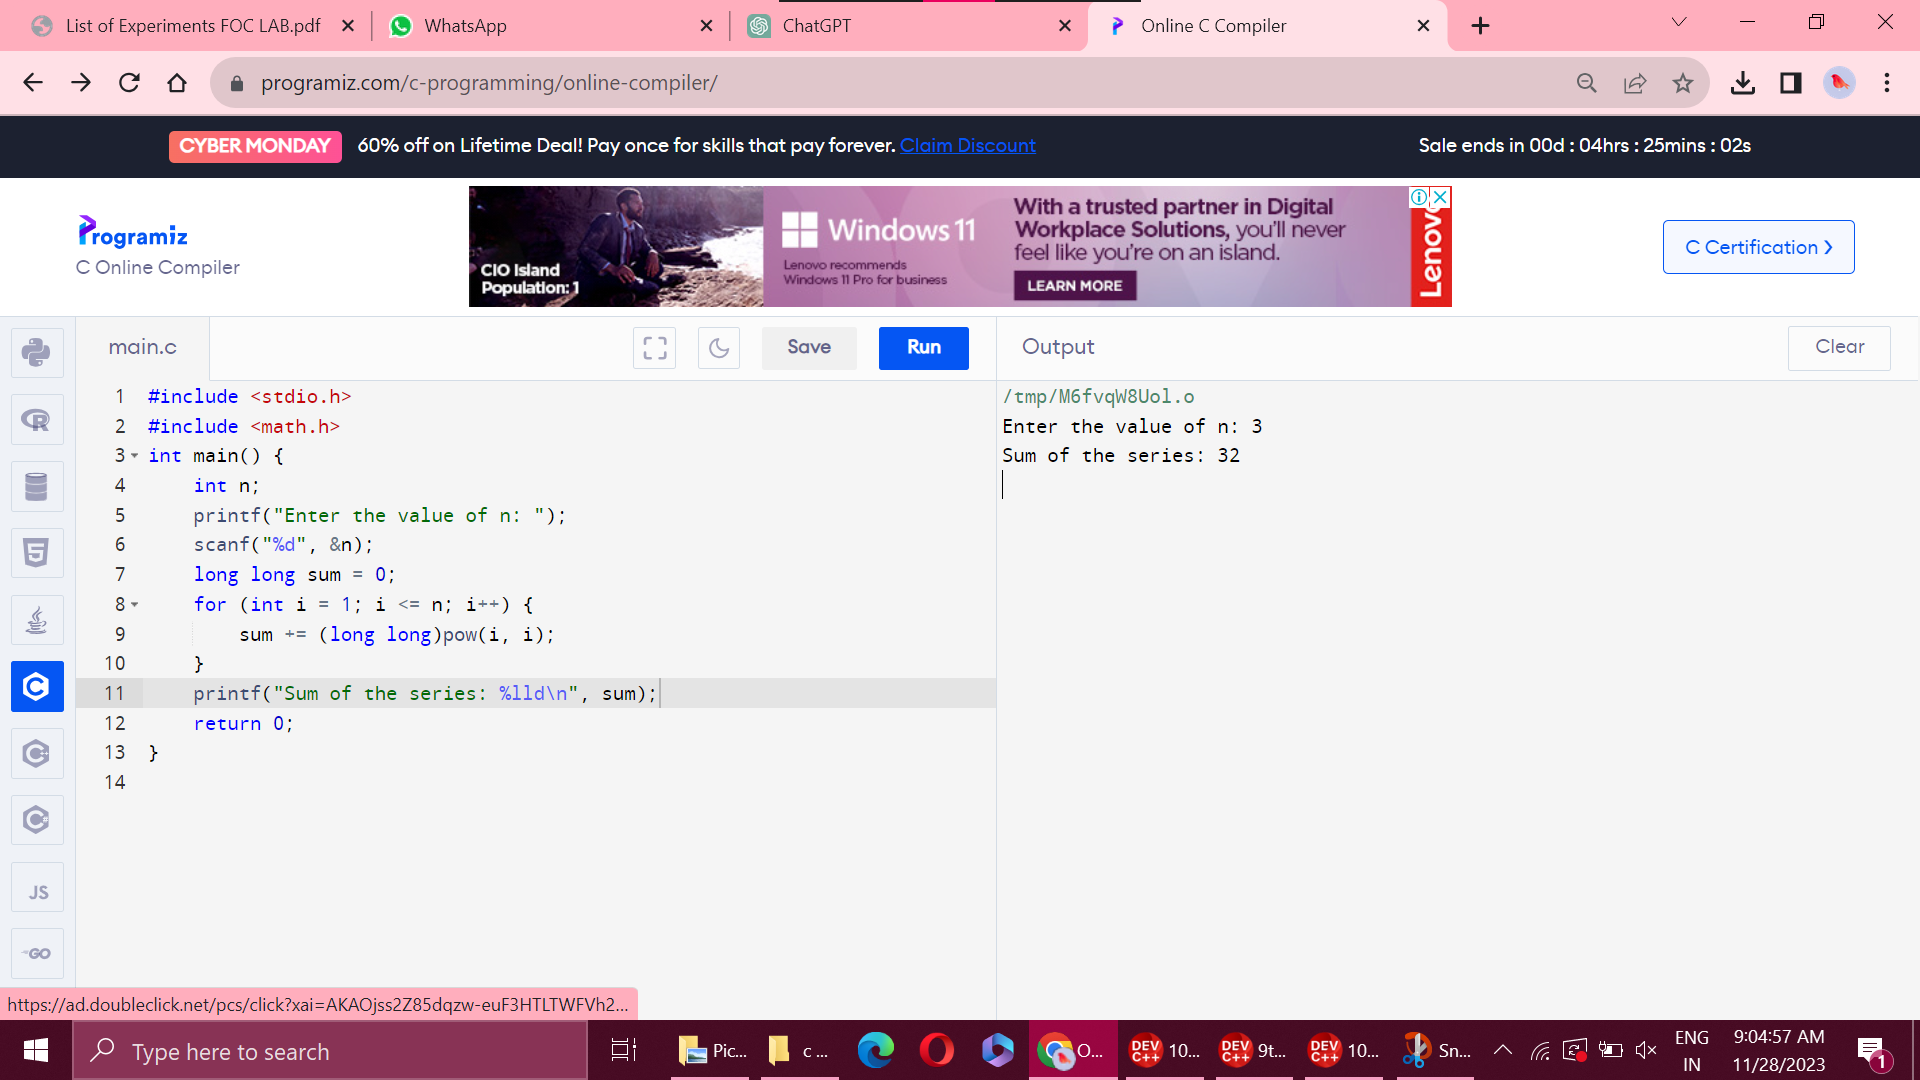 List of Experiments FOC LAB.pdf
WhatsApp
ChatGPT
Online C Compiler
programiz.com/c-programming/online-compiler/
CYBER MONDAY 60% off on Lifetime Deal! Pay once for skills that pay forever. Claim Discount
Sale ends in 00d : 04hrs : 25mins : 02s
Programiz
C Online Compiler
CIO Island
Population: 1
Windows 11
Lenovo recommends
Windows 11 Pro for business
With a trusted partner in Digital
Workplace Solutions, you'll never
feel like you're on an island.
LEARN MORE
Lenovo
C Certification
main.c
Save
Run
Output
Clear
1 #include <stdio.h>
2 #include <math.h>
3 int main() {
4     int n;
5     printf("Enter the value of n: ");
6     scanf("%d", &n);
7     long long sum = 0;
8     for (int i = 1; i <= n; i++) {
9         sum += (long long)pow(i, i);
10     }
11     printf("Sum of the series: %lld\n", sum);
12     return 0;
13 }
14
/tmp/M6fvqW8Uol.o
Enter the value of n: 3
Sum of the series: 32
R
5
C
C++
C#
JS
GO
https://ad.doubleclick.net/pcs/click?xai=AKAOjss2Z85dqzw-euF3HTLTWFVh2...
Type here to search
Pic...
c ...
O...
DEV C++ 10...
DEV C++ 9t...
DEV C++ 10...
Sn...
ENG
IN
9:04:57 AM
11/28/2023
1